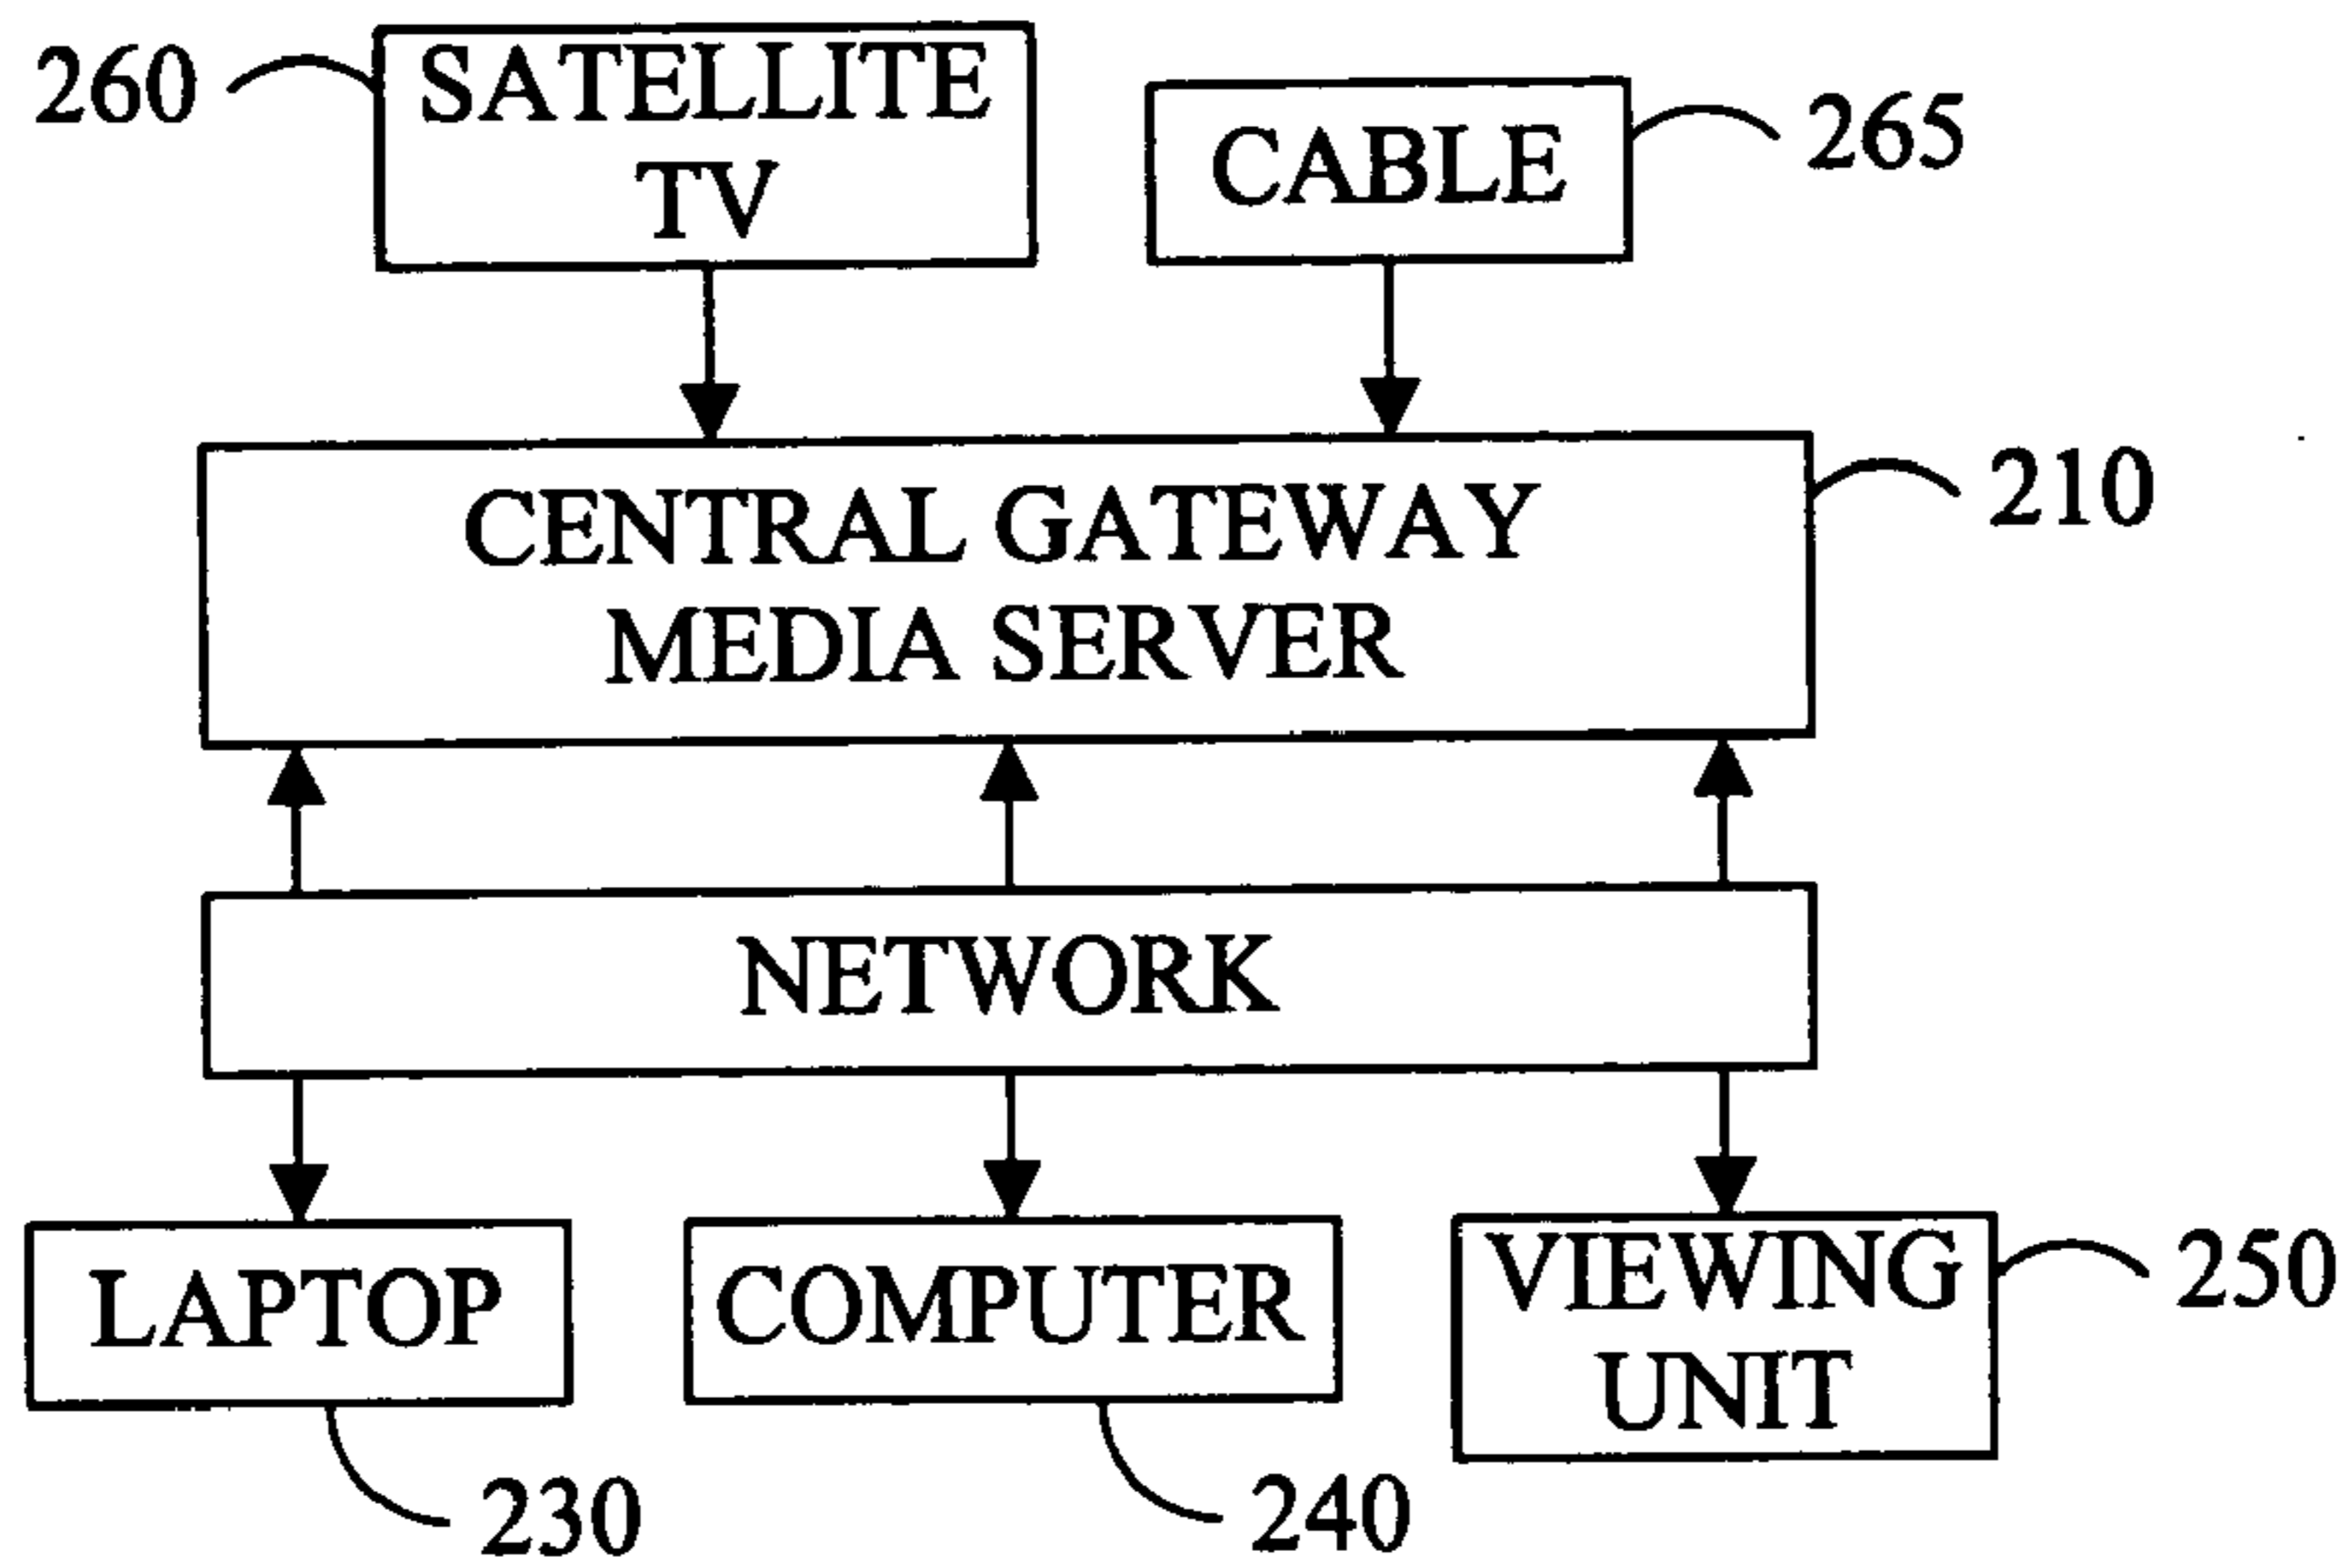 260
SATELLITE
TV
CABLE
265
CENTRAL GATEWAY
MEDIA SERVER
210
NETWORK
LAPTOP
COMPUTER
VIEWING
UNIT
250
230
240